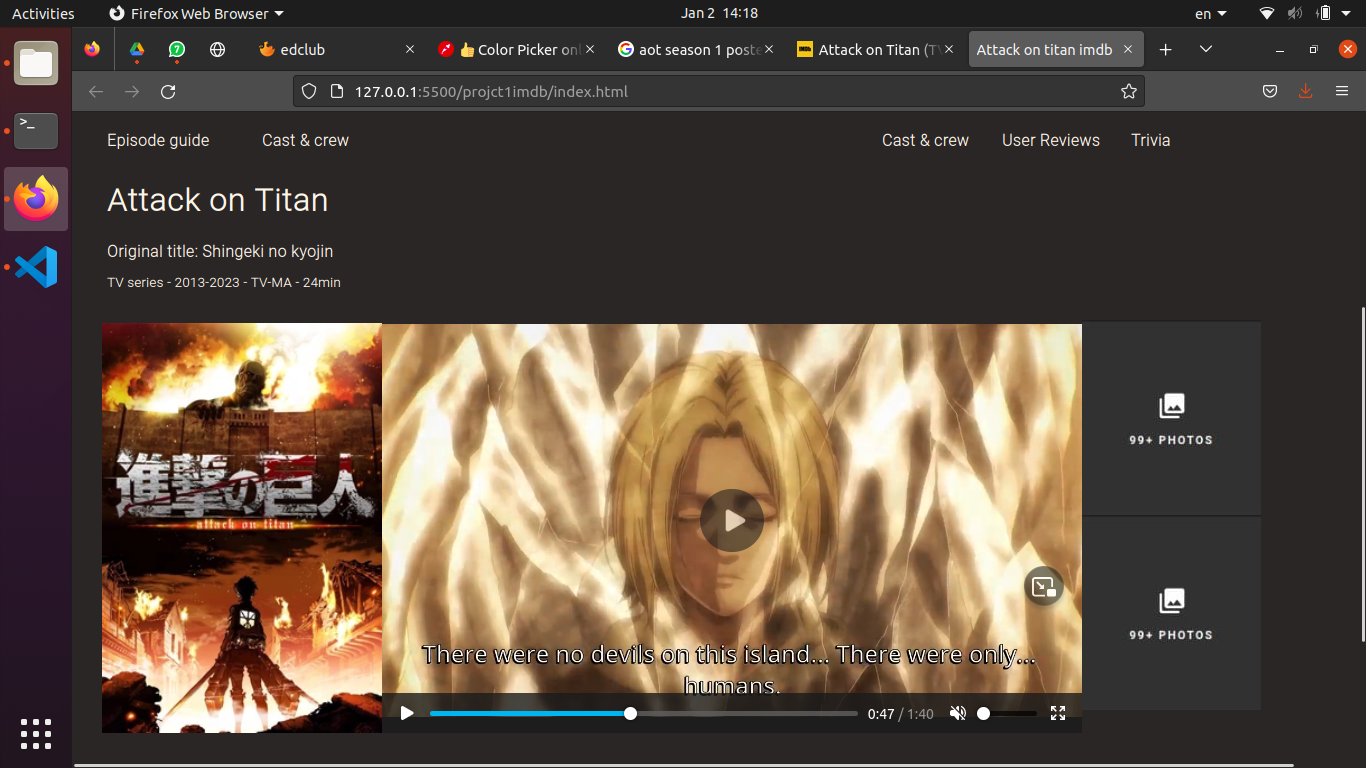 Activities
Firefox Web Browser
Jan 2 14:18
en
edclub
Color Picker onl
aot season 1 poste
IMDb
Attack on Titan (T
Attack on titan imdb
127.0.0.1:5500/projct1imdb/index.html
Episode guide
Cast & crew
Cast & crew
User Reviews
Trivia
Attack on Titan
Original title: Shingeki no kyojin
TV series - 2013-2023 - TV-MA - 24min
進撃の巨人
attack on titan
99+ PHOTOS
99+ PHOTOS
There were no devils on this island... There were only...
humans.
0:47 / 1:40